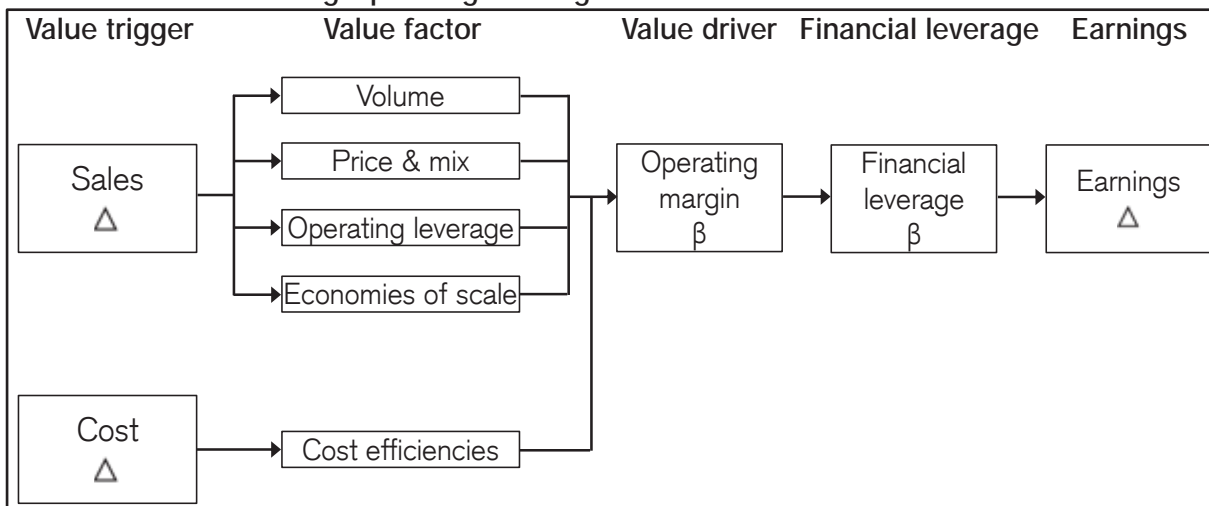 Value trigger Value factor Value driver Financial leverage Earnings
Volume
Price & mix
Operating leverage
Economies of scale
Sales
Δ
Operating
margin
β
Financial
leverage
β
Earnings
Δ
Cost
Δ
Cost efficiencies